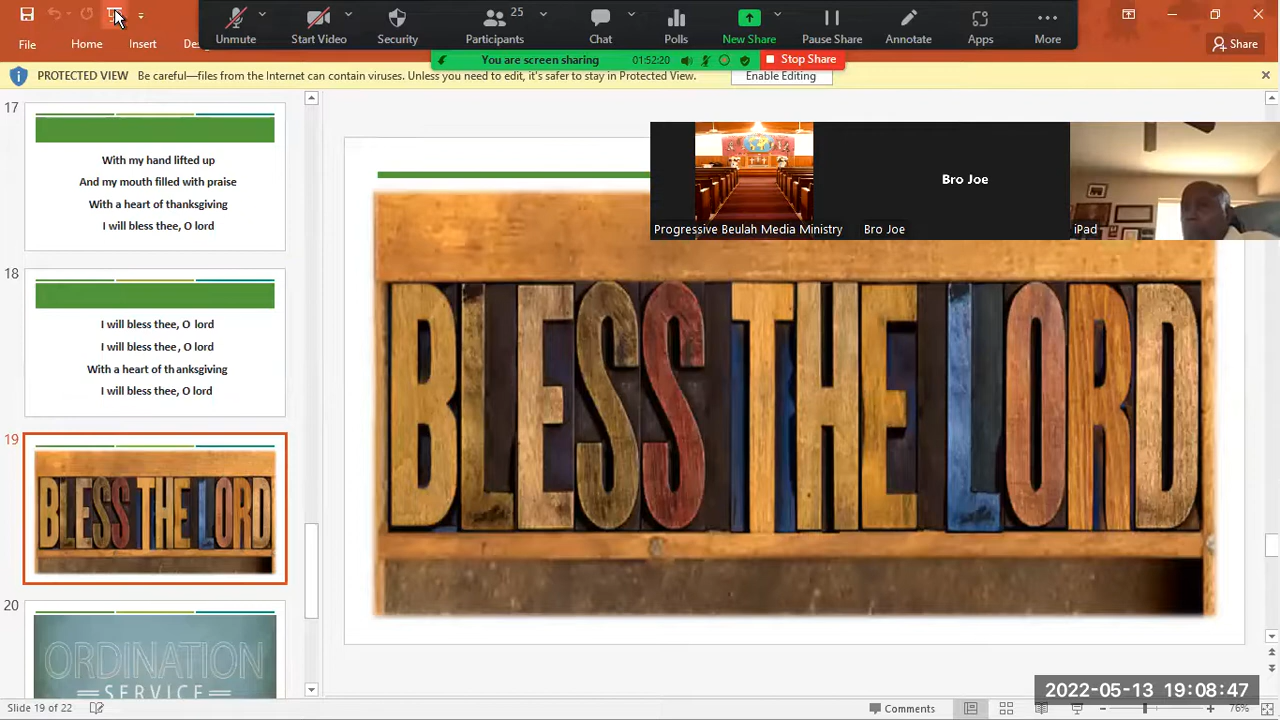 Unmute
Start Video
Security
Participants
25
Chat
Polls
New Share
Pause Share
Annotate
Apps
More
File
Home
Insert
Share
You are screen sharing
01:52:20
Stop Share
PROTECTED VIEW Be careful—files from the Internet can contain viruses. Unless you need to edit, it's safer to stay in Protected View.
Enable Editing
17
With my hand lifted up
And my mouth filled with praise
With a heart of thanksgiving
I will bless thee, O lord
18
I will bless thee, O lord
I will bless thee, O lord
With a heart of thanksgiving
I will bless thee, O lord
19
BLESS THE LORD
20
ORDINATION
SERVICE
Progressive Beulah Media Ministry
Bro Joe
Bro Joe
iPad
BLESS THE LORD
2022-05-13 19:08:47
Slide 19 of 22
Comments
76%